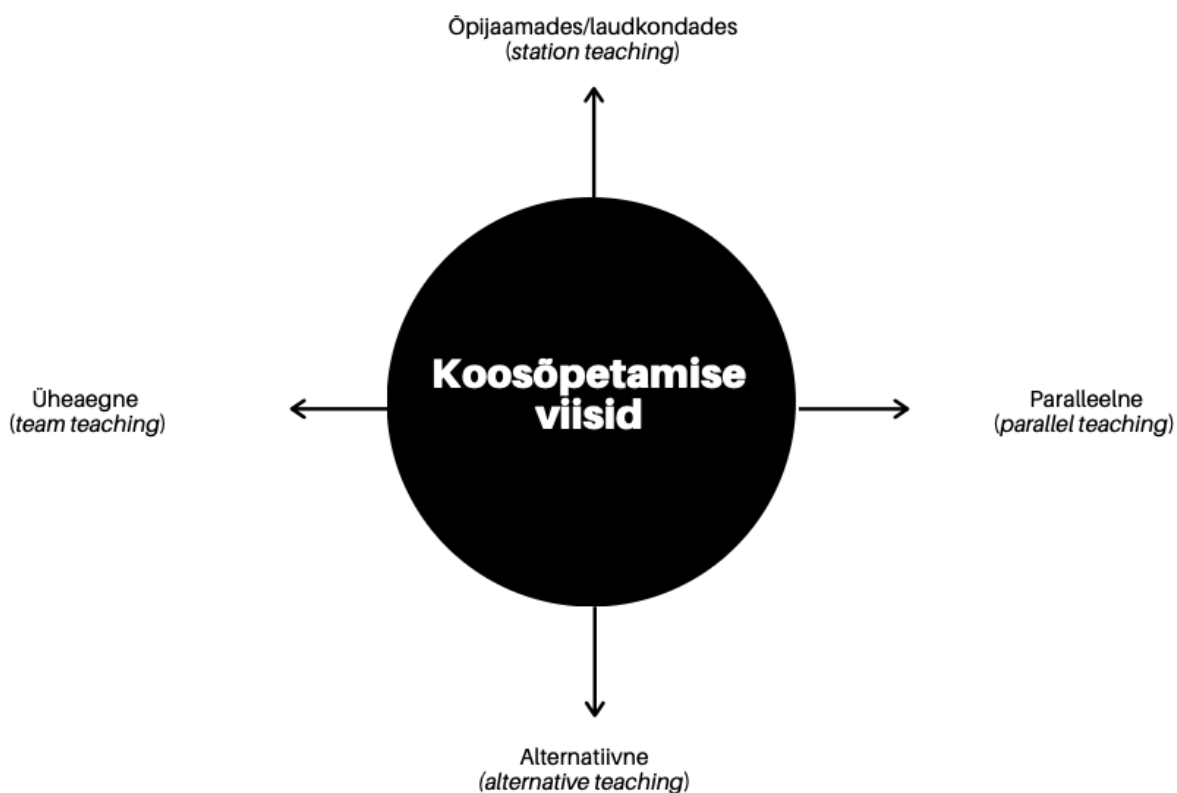 Õpijaamades/laudkondades
(station teaching)
Koosõpetamise
viisid
Üheaegne
(team teaching)
Paralleelne
(parallel teaching)
Alternatiivne
(alternative teaching)